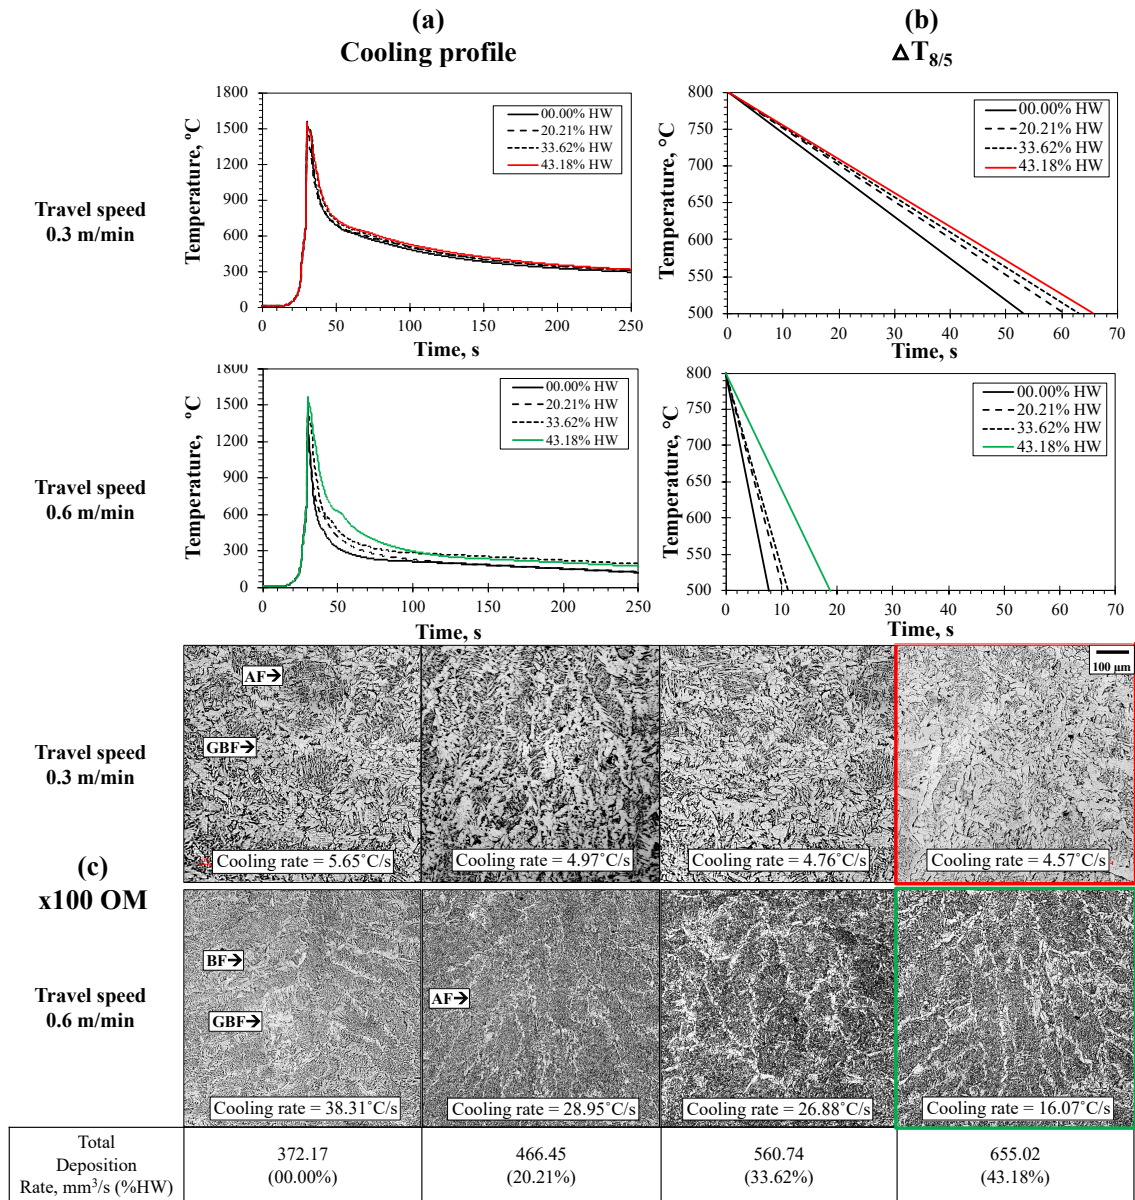 (a)
Cooling profile
(b)
ΔT8/5
Travel speed
0.3 m/min
Temperature, ºC
1800
1500
1200
900
600
300
0
0 50 100 150 200 250
Time, s
00.00% HW
20.21% HW
33.62% HW
43.18% HW
Temperature, °C
800
750
700
650
600
550
500
0 10 20 30 40 50 60 70
Time, s
00.00% HW
20.21% HW
33.62% HW
43.18% HW
Travel speed
0.6 m/min
Temperature, ºC
1800
1500
1200
900
600
300
0
0 50 100 150 200 250
Time, s
00.00% HW
20.21% HW
33.62% HW
43.18% HW
Temperature, °C
800
750
700
650
600
550
500
0 10 20 30 40 50 60 70
Time, s
00.00% HW
20.21% HW
33.62% HW
43.18% HW
(c)
x100 OM
Travel speed
0.3 m/min
AF→
GBF→
100 μm
Cooling rate = 5.65˚C/s
Cooling rate = 4.97˚C/s
Cooling rate = 4.76˚C/s
Cooling rate = 4.57˚C/s
Travel speed
0.6 m/min
BF→
GBF→
AF→
Cooling rate = 38.31˚C/s
Cooling rate = 28.95˚C/s
Cooling rate = 26.88˚C/s
Cooling rate = 16.07˚C/s
Total
Deposition
Rate, mm³/s (%HW)
372.17
(00.00%)
466.45
(20.21%)
560.74
(33.62%)
655.02
(43.18%)